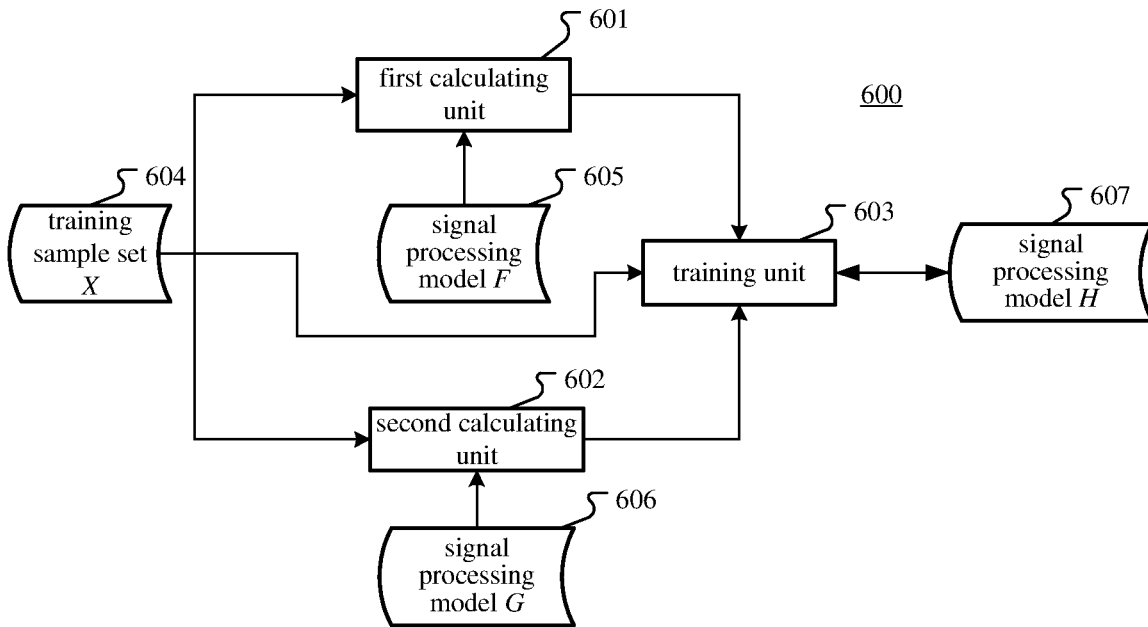 601
first calculating
unit
600
604
training
sample set
X
605
signal
processing
model F
603
training unit
607
signal
processing
model H
602
second calculating
unit
606
signal
processing
model G